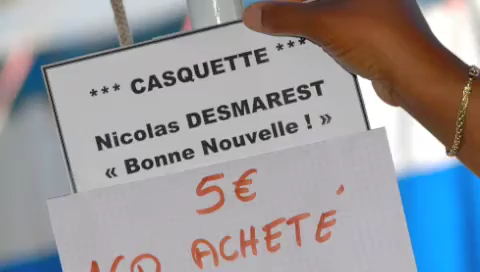 *** CASQUETTE ***
Nicolas DESMAREST
« Bonne Nouvelle ! »
5€
ACHETÉ